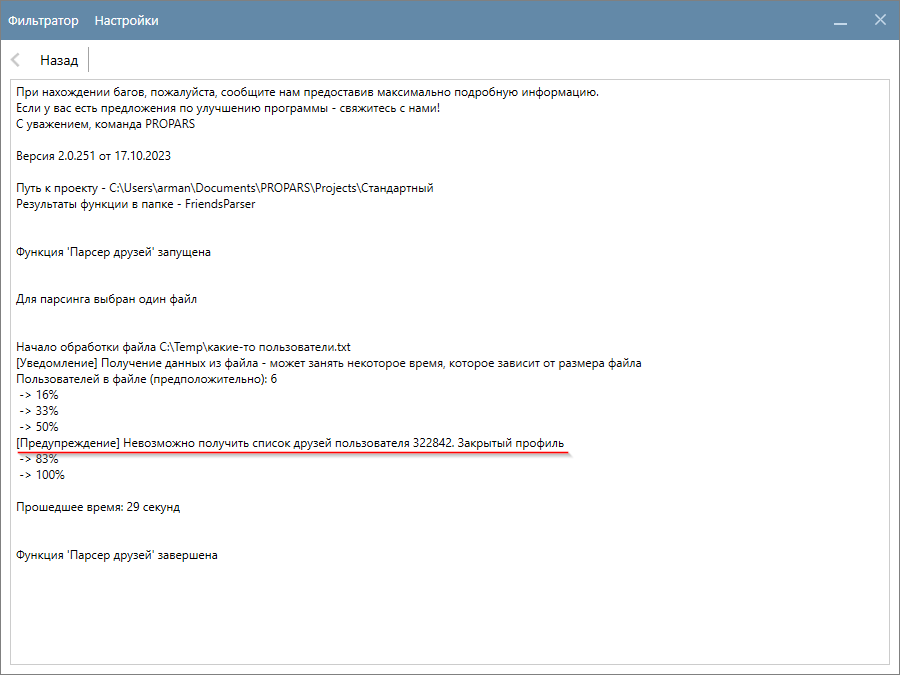 Фильтратор Настройки
Назад
При нахождении багов, пожалуйста, сообщите нам предоставив максимально подробную информацию.
Если у вас есть предложения по улучшению программы - свяжитесь с нами!
С уважением, команда PROPARS
Версия 2.0.251 от 17.10.2023
Путь к проекту - C:\Users\arman\Documents\PROPARS\Projects\Стандартный
Результаты функции в папке - FriendsParser
Функция 'Парсер друзей' запущена
Для парсинга выбран один файл
Начало обработки файла C:\Temp\какие-то пользователи.txt
[Уведомление] Получение данных из файла - может занять некоторое время, которое зависит от размера файла
Пользователей в файле (предположительно): 6
-> 16%
-> 33%
-> 50%
[Предупреждение] Невозможно получить список друзей пользователя 322842. Закрытый профиль
-> 83%
-> 100%
Прошедшее время: 29 секунд
Функция 'Парсер друзей' завершена